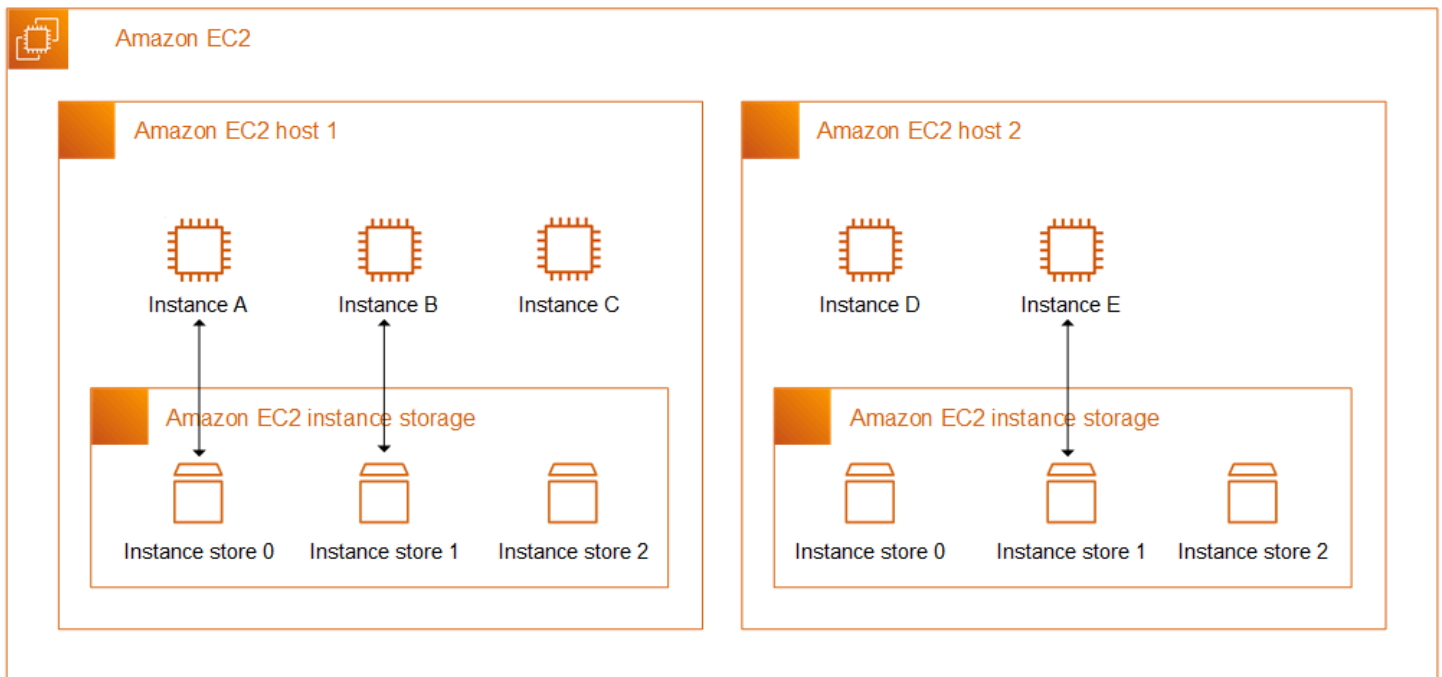 Amazon EC2
Amazon EC2 host 1
Instance A
Instance B
Instance C
Amazon EC2 instance storage
Instance store 0
Instance store 1
Instance store 2
Amazon EC2 host 2
Instance D
Instance E
Amazon EC2 instance storage
Instance store 0
Instance store 1
Instance store 2